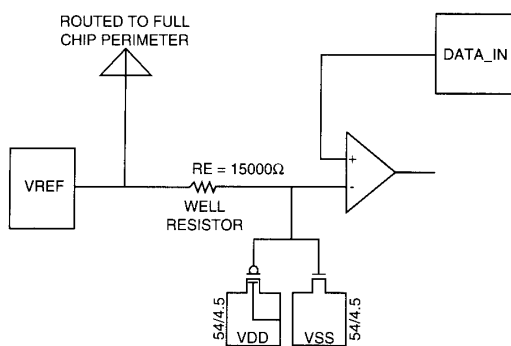 ROUTED TO FULL
CHIP PERIMETER
DATA_IN
VREF
RE = 15000Ω
WELL
RESISTOR
+
-
54/4.5
VDD
VSS
54/4.5